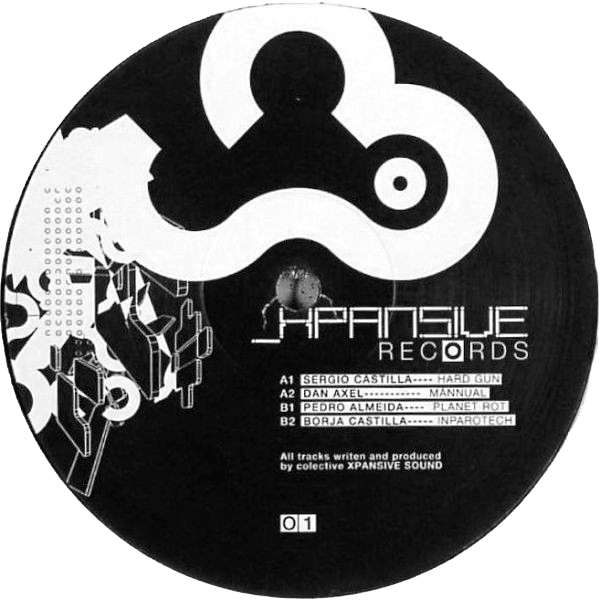 _XPANSIVE
RECORDS
A1 SERGIO CASTILLA---- HARD GUN
A2 DAN AXEL----------- MANNUAL
B1 PEDRO ALMEIDA---- PLANET ROT
B2 BORJA CASTILLA----- INPAROTECH
All tracks writen and produced
by colective XPANSIVE SOUND
01